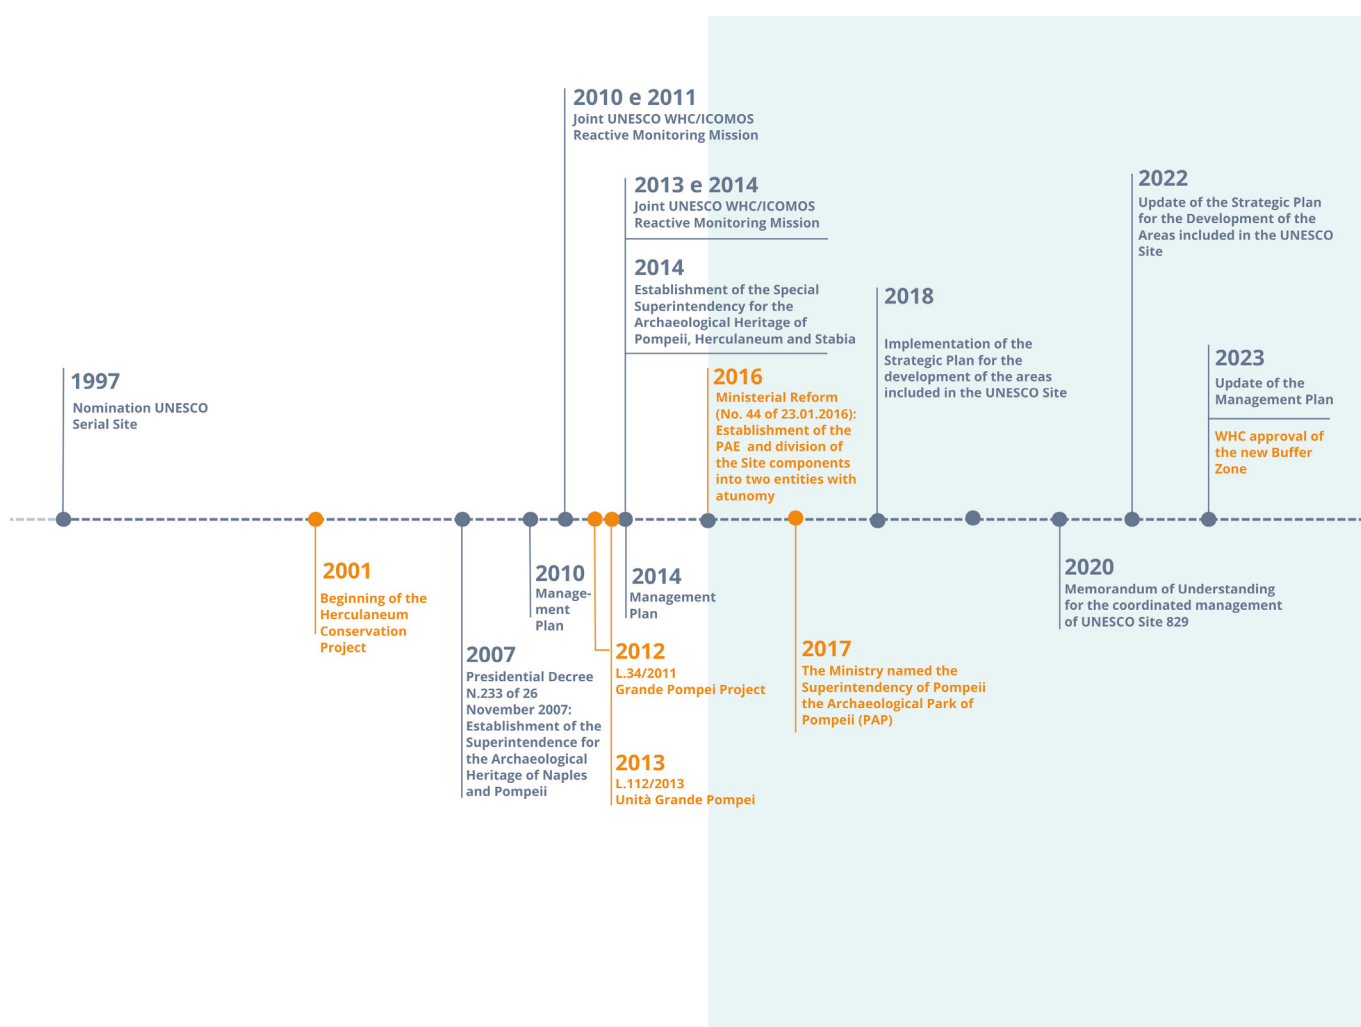 2010 e 2011
Joint UNESCO WHC/ICOMOS
Reactive Monitoring Mission
2013 e 2014
Joint UNESCO WHC/ICOMOS
Reactive Monitoring Mission
2014
Establishment of the Special
Superintendency for the
Archaeological Heritage of
Pompeii, Herculaneum and Stabia
2022
Update of the Strategic Plan
for the Development of the
Areas included in the UNESCO
Site
2018
Implementation of the
Strategic Plan for the
development of the areas
included in the UNESCO Site
1997
Nomination UNESCO
Serial Site
2016
Ministerial Reform
(No. 44 of 23.01.2016):
Establishment of the
PAE and division of
the Site components
into two entities with
atunomy
2023
Update of the
Management Plan
WHC approval of
the new Buffer
Zone
2001
Beginning of the
Herculaneum
Conservation
Project
2007
Presidential Decree
N.233 of 26
November 2007:
Establishment of the
Superintendence for
the Archaeological
Heritage of Naples
and Pompeii
2010
Manage-
ment
Plan
2014
Management
Plan
2012
L.34/2011
Grande Pompei Project
2013
L.112/2013
Unità Grande Pompei
2017
The Ministry named the
Superintendency of Pompeii
the Archaeological Park of
Pompeii (PAP)
2020
Memorandum of Understanding
for the coordinated management
of UNESCO Site 829